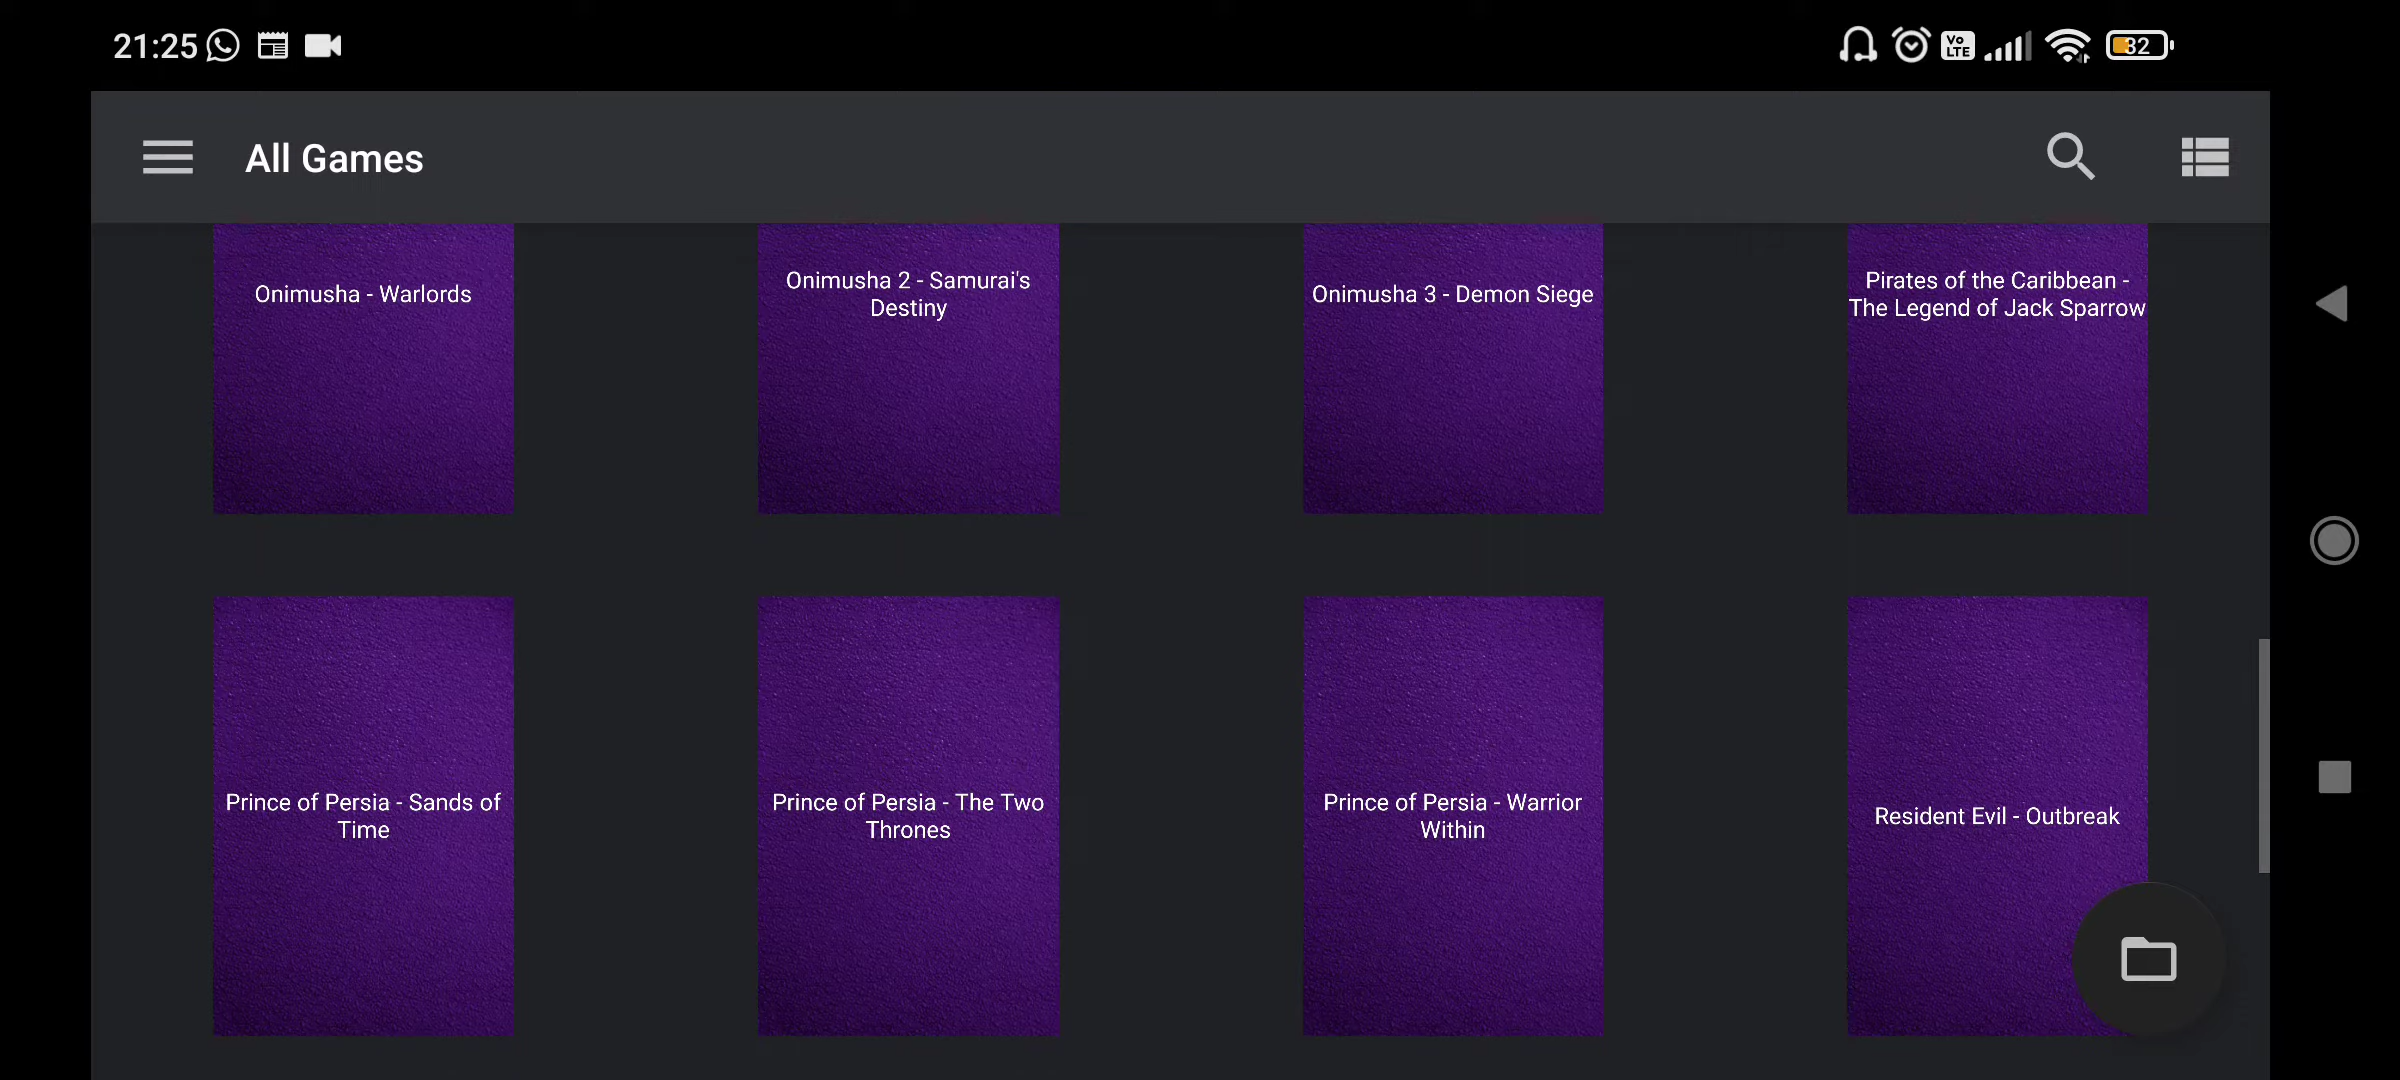 21:25
Vo
LTE
32
All Games
Onimusha - Warlords
Onimusha 2 - Samurai's
Destiny
Onimusha 3 - Demon Siege
Pirates of the Caribbean -
The Legend of Jack Sparrow
Prince of Persia - Sands of
Time
Prince of Persia - The Two
Thrones
Prince of Persia - Warrior
Within
Resident Evil - Outbreak